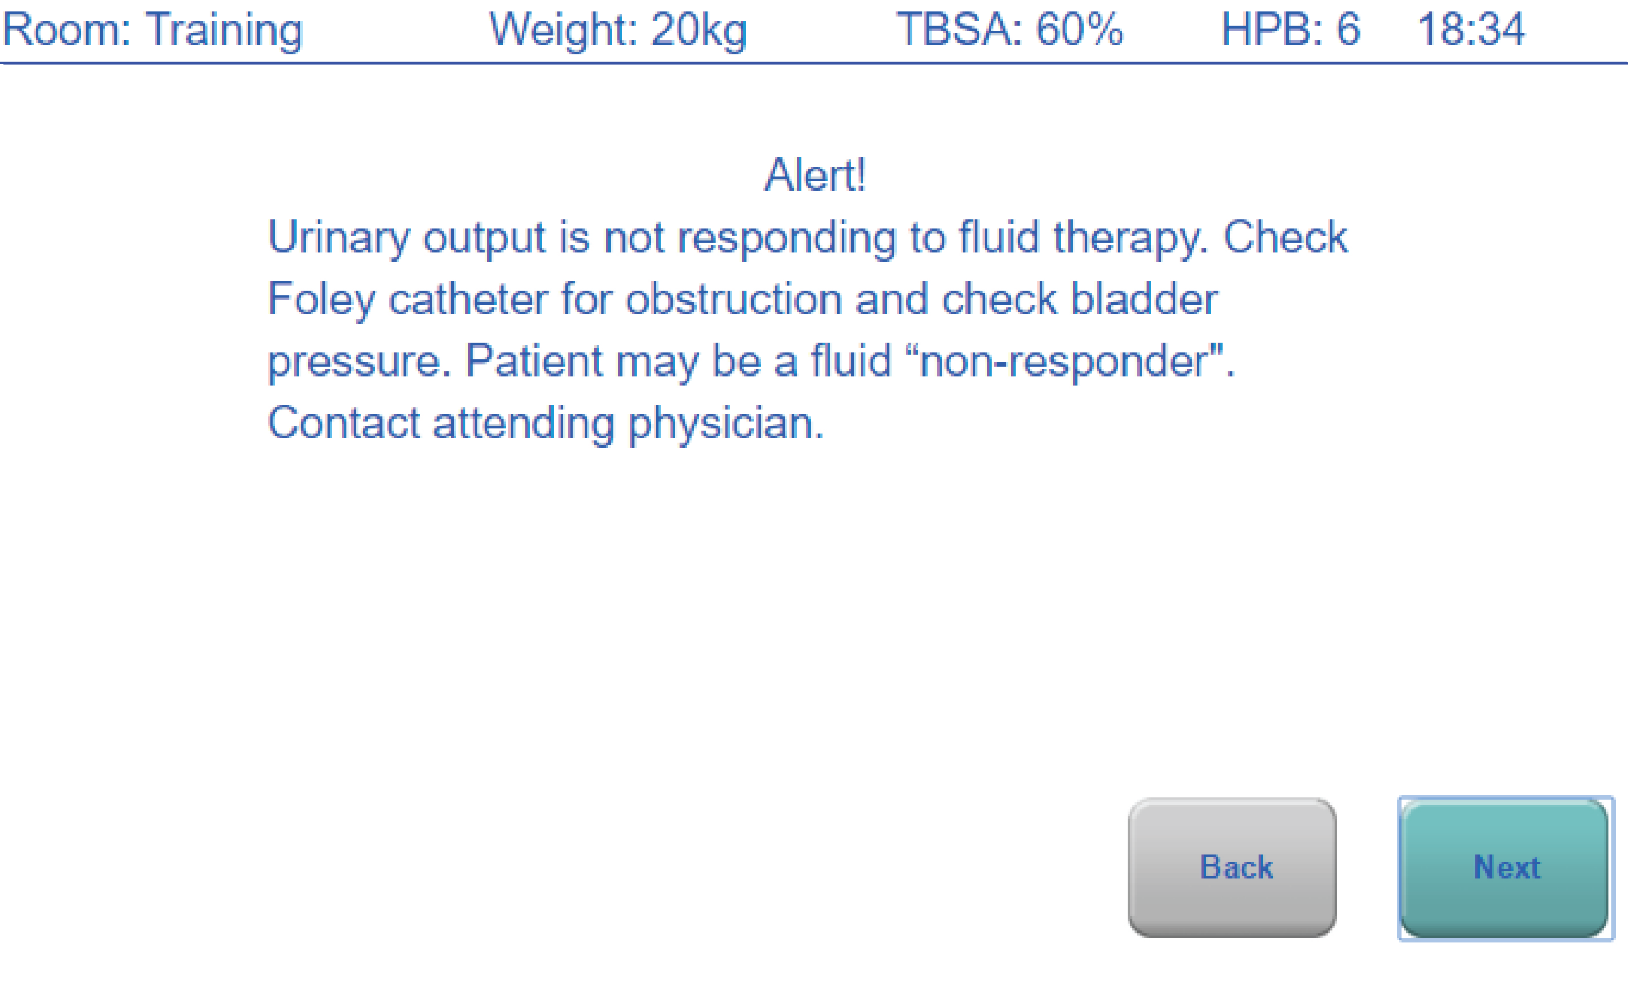 Room: Training Weight: 20kg TBSA: 60% HPB: 6 18:34
Alert!
Urinary output is not responding to fluid therapy. Check
Foley catheter for obstruction and check bladder
pressure. Patient may be a fluid “non-responder".
Contact attending physician.
Back Next